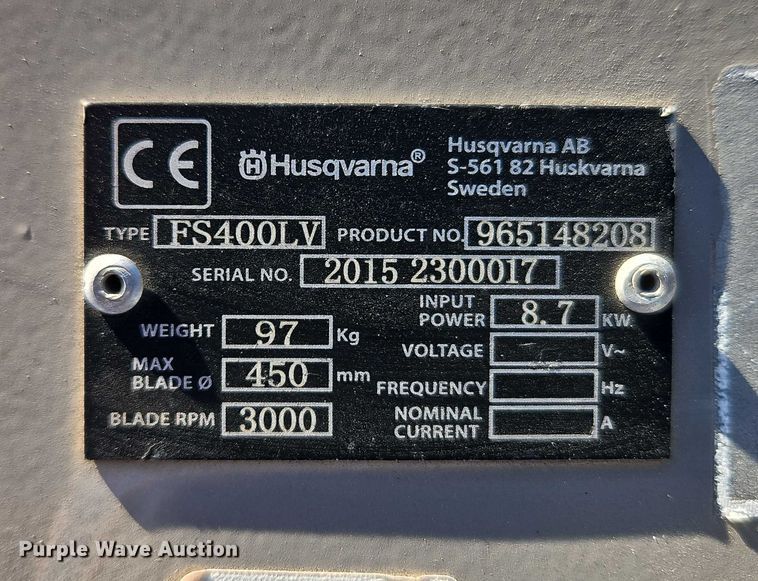 CE
Husqvarna®
Husqvarna AB
S-561 82 Huskvarna
Sweden
TYPE FS400LV PRODUCT NO. 965148208
SERIAL NO. 2015 2300017
WEIGHT 97 Kg
MAX BLADE Ø 450 mm
BLADE RPM 3000
INPUT POWER 8.7 KW
VOLTAGE V~
FREQUENCY Hz
NOMINAL CURRENT A
Purple Wave Auction